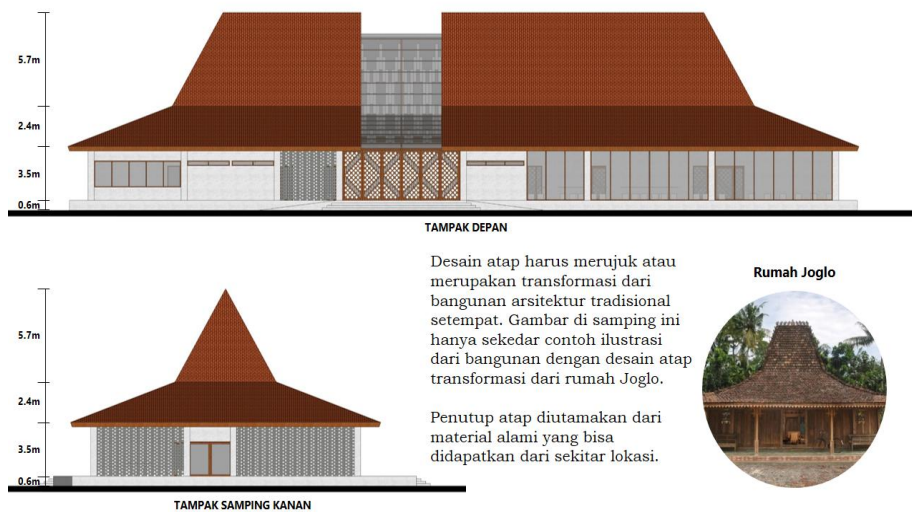 5.7m
2.4m
3.5m
0.6m
TAMPAK DEPAN
Desain atap harus merujuk atau
merupakan transformasi dari
bangunan arsitektur tradisional
setempat. Gambar di samping ini
hanya sekedar contoh ilustrasi
dari bangunan dengan desain atap
transformasi dari rumah Joglo.
Penutup atap diutamakan dari
material alami yang bisa
didapatkan dari sekitar lokasi.
Rumah Joglo
5.7m
2.4m
3.5m
0.6m
TAMPAK SAMPING KANAN